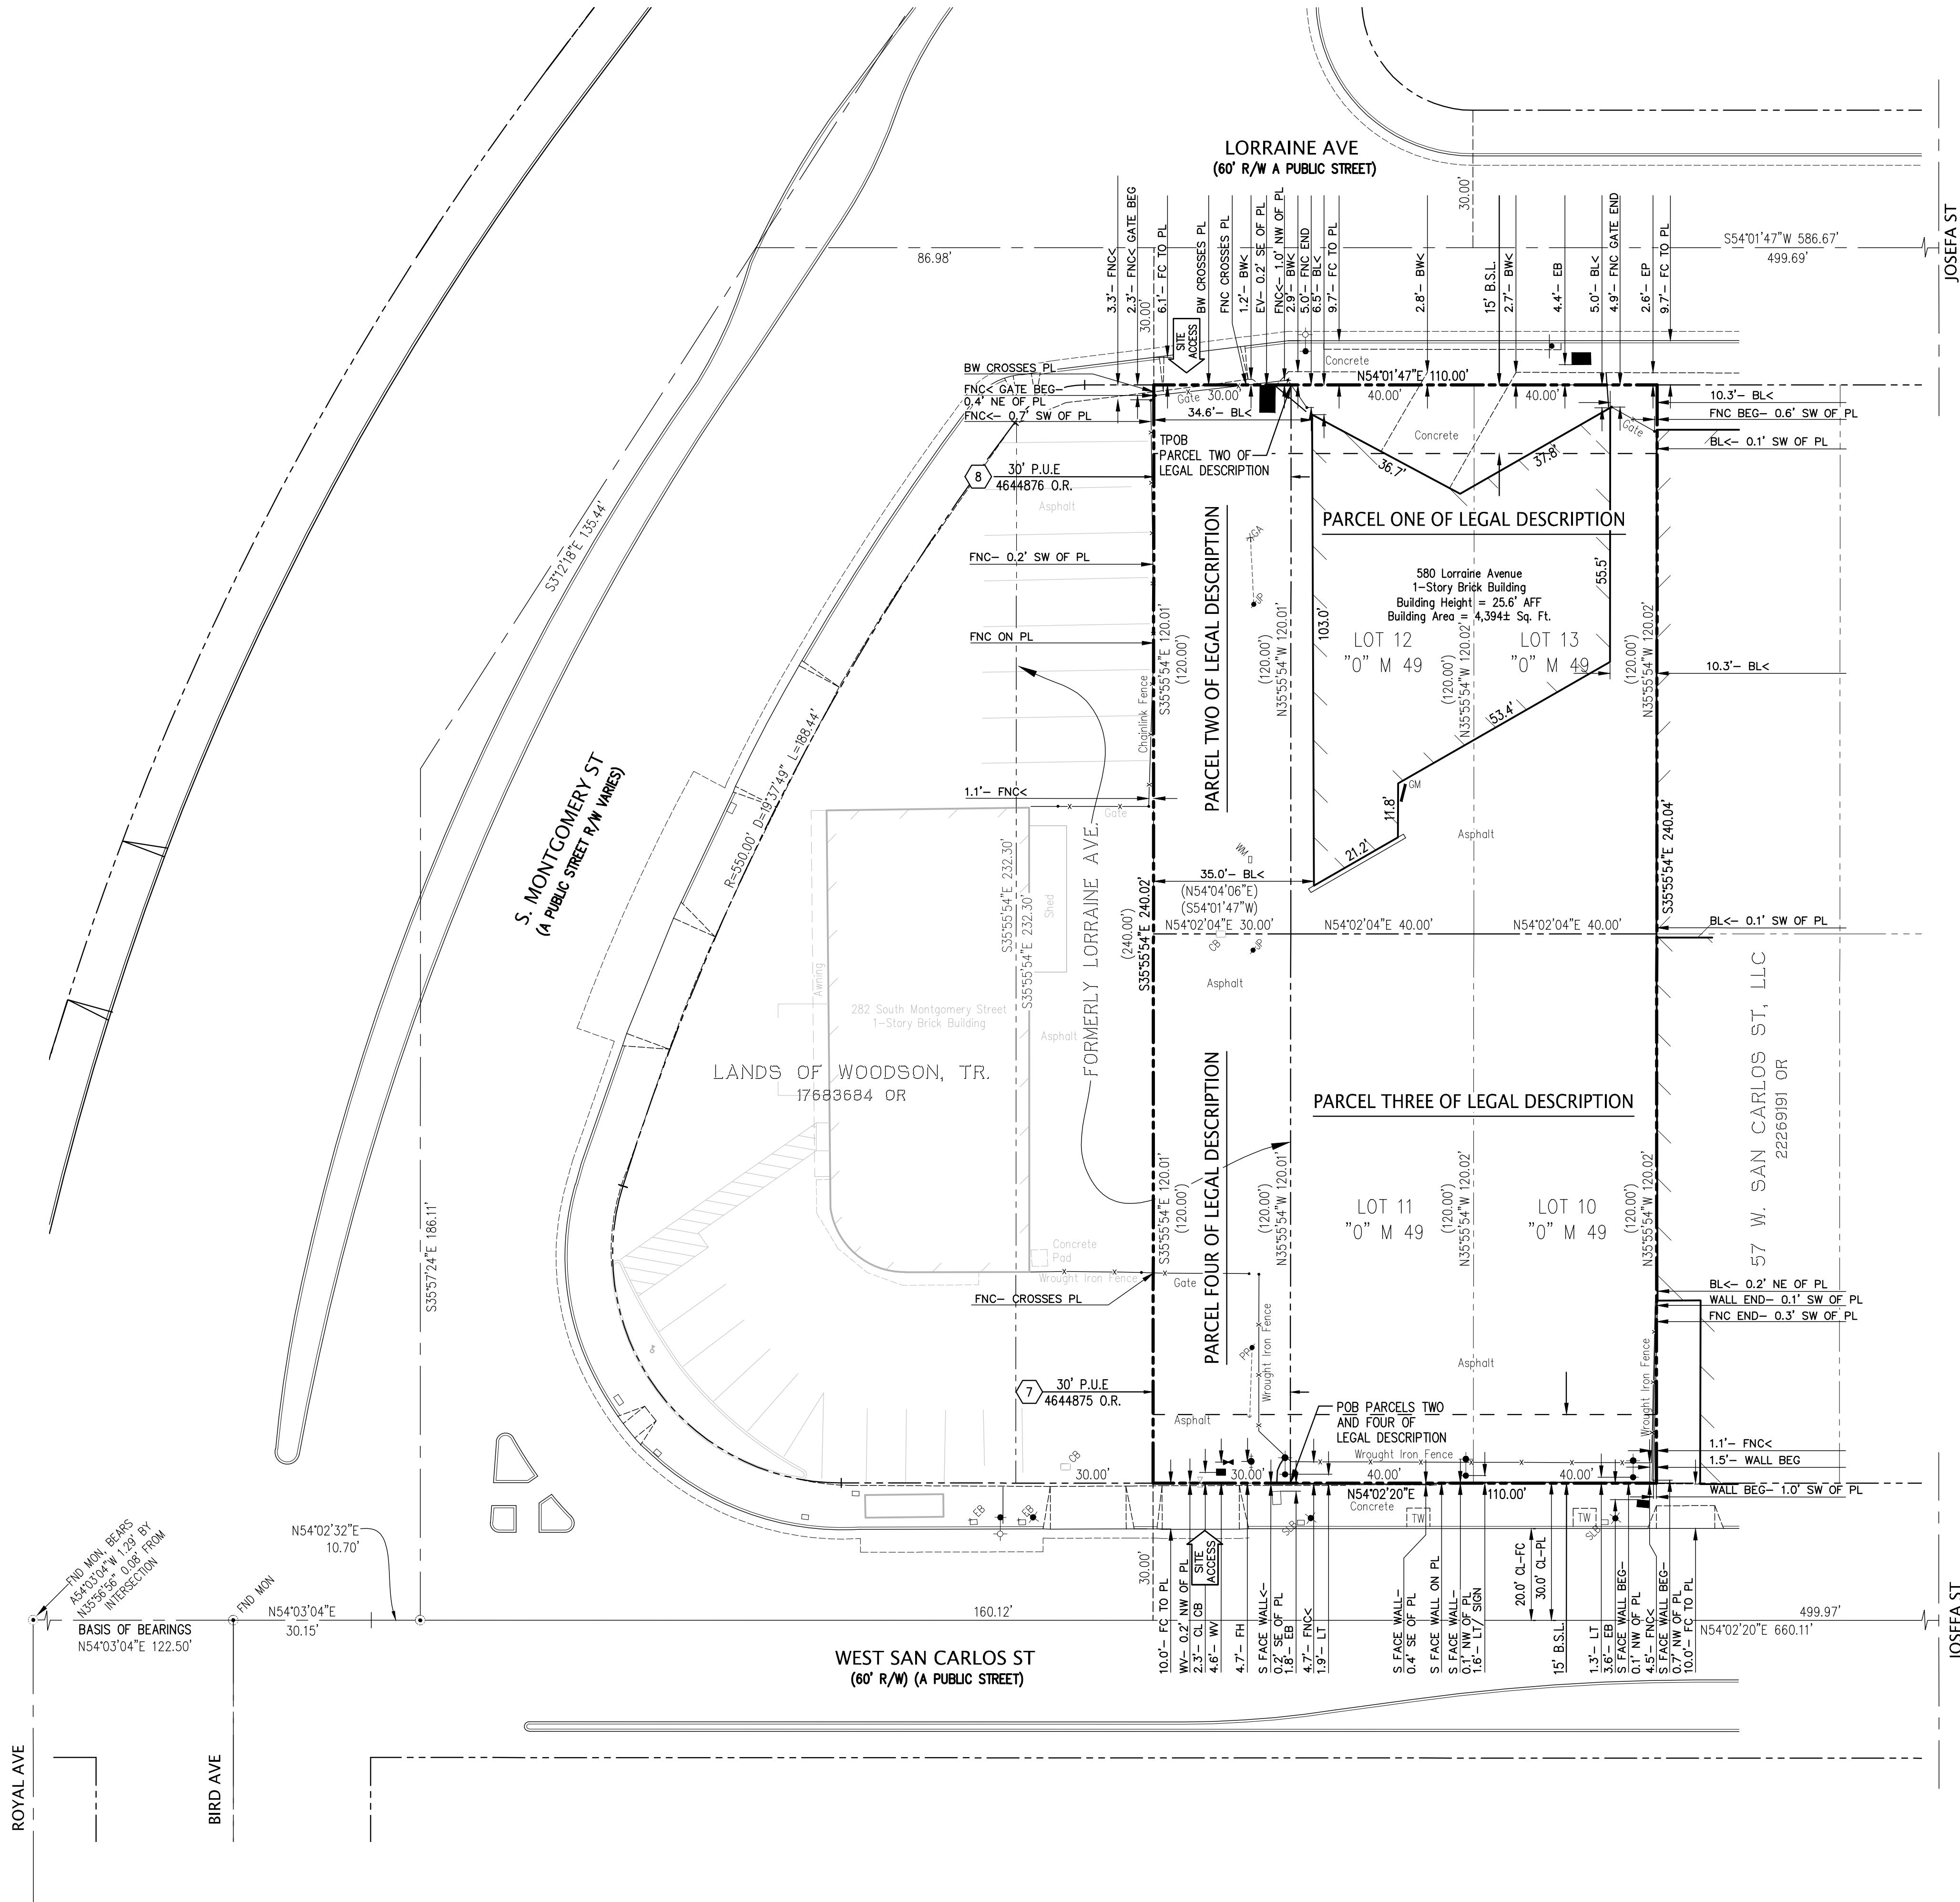 LORRAINE AVE
(60' R/W A PUBLIC STREET)
30.00'
S54°01'47"W 586.67'
499.69'
86.98'
JOSEFA ST
3.3'- FNC<
2.3'- FNC< GATE BEG
30.00'
6.1'- FC TO PL
BW CROSSES PL
FNC CROSSES PL
1.2'- BW<
EV- 0.2' SE OF PL
FNC<- 1.0' NW OF PL
2.9'- BW<
5.0'- FNC END
6.5'- BL<
9.7'- FC TO PL
2.8'- BW<
15' B.S.L.
2.7'- BW<
4.4'- EB
5.0'- BL<
4.9'- FNC GATE END
2.6'- EP
9.7'- FC TO PL
SITE
ACCESS
Concrete
BW CROSSES PL
FNC< GATE BEG-
0.4' NE OF PL
FNC<- 0.7' SW OF PL
N54°01'47"E 110.00'
Gate
30.00'
40.00'
40.00'
34.6'- BL<
Concrete
Gate
10.3'- BL<
FNC BEG- 0.6' SW OF PL
BL<- 0.1' SW OF PL
TPOB
PARCEL TWO OF
LEGAL DESCRIPTION
36.7'
37.8'
8
30' P.U.E
4644876 O.R.
Asphalt
PARCEL ONE OF LEGAL DESCRIPTION
PARCEL TWO OF LEGAL DESCRIPTION
GA
JP
FNC- 0.2' SW OF PL
580 Lorraine Avenue
1-Story Brick Building
Building Height = 25.6' AFF
Building Area = 4,394± Sq. Ft.
55.5'
103.0'
FNC ON PL
LOT 12
"0" M 49
LOT 13
"0" M 49
S35°55'54"E 120.01'
(120.00')
(120.00')
N35°55'54"W 120.01'
(120.00')
N35°55'54"W 120.02'
(120.00')
N35°55'54"W 120.02'
10.3'- BL<
53.4'
S3°12'18"E 135.44'
Chainlink Fence
S. MONTGOMERY ST
(A PUBLIC STREET R/W VARIES)
R=550.00' D=19°37'49" L=188.44'
1.1'- FNC<
Gate
GM
11.8'
Asphalt
21.2'
WM
35.0'- BL<
(N54°04'06"E)
(S54°01'47"W)
N54°02'04"E 30.00'
N54°02'04"E 40.00'
N54°02'04"E 40.00'
BL<- 0.1' SW OF PL
CB
JP
Asphalt
S35°55'54"E 232.30'
S35°55'54"E 232.30'
Shed
FORMERLY LORRAINE AVE.
(240.00')
S35°55'54"E 240.02'
S35°55'54"E 240.04'
Awning
282 South Montgomery Street
1-Story Brick Building
Asphalt
LANDS OF WOODSON, TR.
17683684 OR
57 W. SAN CARLOS ST, LLC
22269191 OR
PARCEL FOUR OF LEGAL DESCRIPTION
PARCEL THREE OF LEGAL DESCRIPTION
S35°55'54"E 120.01'
(120.00')
(120.00')
N35°55'54"W 120.01'
LOT 11
"0" M 49
(120.00')
N35°55'54"W 120.02'
LOT 10
"0" M 49
(120.00')
N35°55'54"W 120.02'
S35°57'24"E 186.11'
Concrete
Pad
Wrought Iron Fence
Gate
FNC- CROSSES PL
BL<- 0.2' NE OF PL
WALL END- 0.1' SW OF PL
FNC END- 0.3' SW OF PL
Wrought Iron Fence
PP
Asphalt
Wrought Iron Fence
7
30' P.U.E
4644875 O.R.
Asphalt
POB PARCELS TWO
AND FOUR OF
LEGAL DESCRIPTION
Wrought Iron Fence
1.1'- FNC<
1.5'- WALL BEG
WALL BEG- 1.0' SW OF PL
CB
30.00'
30.00'
40.00'
40.00'
N54°02'20"E 110.00'
Concrete
EB
EB
SLB
TW
TW
SLB
FND MON, BEARS
A54°03'04"W 1.29' BY
N35°56'56" 0.08' FROM
INTERSECTION
N54°02'32"E
10.70'
FND MON
N54°03'04"E
30.15'
BASIS OF BEARINGS
N54°03'04"E 122.50'
SITE
ACCESS
30.00'
10.0'- FC TO PL
WV- 0.2' NW OF PL
2.3'- CL CB
4.6'- WV
4.7'- FH
S FACE WALL<-
0.2' SE OF PL
1.8'- EB
4.7'- FNC<
1.9'- LT
S FACE WALL-
0.4' SE OF PL
S FACE WALL ON PL
S FACE WALL-
0.1' NW OF PL
1.6'- LT/ SIGN
20.0' CL-FC
30.0' CL-PL
15' B.S.L.
1.3'- LT
3.6'- EB
S FACE WALL BEG-
0.1' NW OF PL
4.5'- FNC<
S FACE WALL BEG-
0.7' NW OF PL
10.0'- FC TO PL
160.12'
499.97'
N54°02'20"E 660.11'
JOSEFA ST
WEST SAN CARLOS ST
(60' R/W) (A PUBLIC STREET)
ROYAL AVE
BIRD AVE